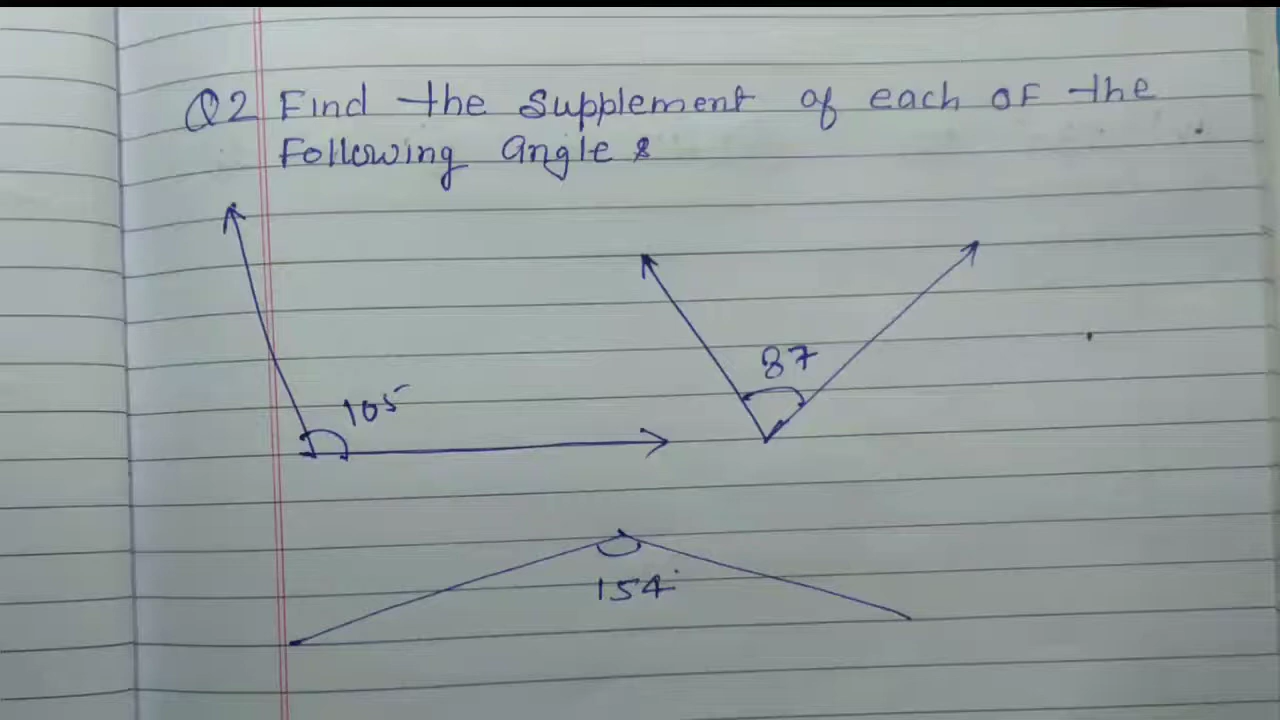 Q2 Find the supplement of each of the
Following angle :
105
87
154°